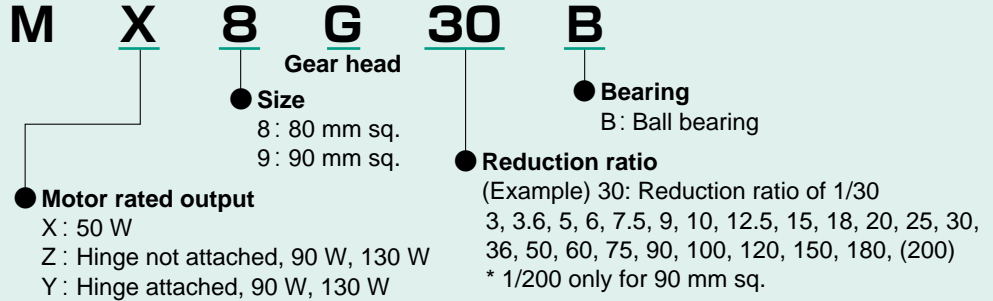 M X 8 G 30 B
Gear head
Size
8 : 80 mm sq.
9 : 90 mm sq.
Bearing
B : Ball bearing
Reduction ratio
(Example) 30: Reduction ratio of 1/30
3, 3.6, 5, 6, 7.5, 9, 10, 12.5, 15, 18, 20, 25, 30,
36, 50, 60, 75, 90, 100, 120, 150, 180, (200)
* 1/200 only for 90 mm sq.
Motor rated output
X : 50 W
Z : Hinge not attached, 90 W, 130 W
Y : Hinge attached, 90 W, 130 W